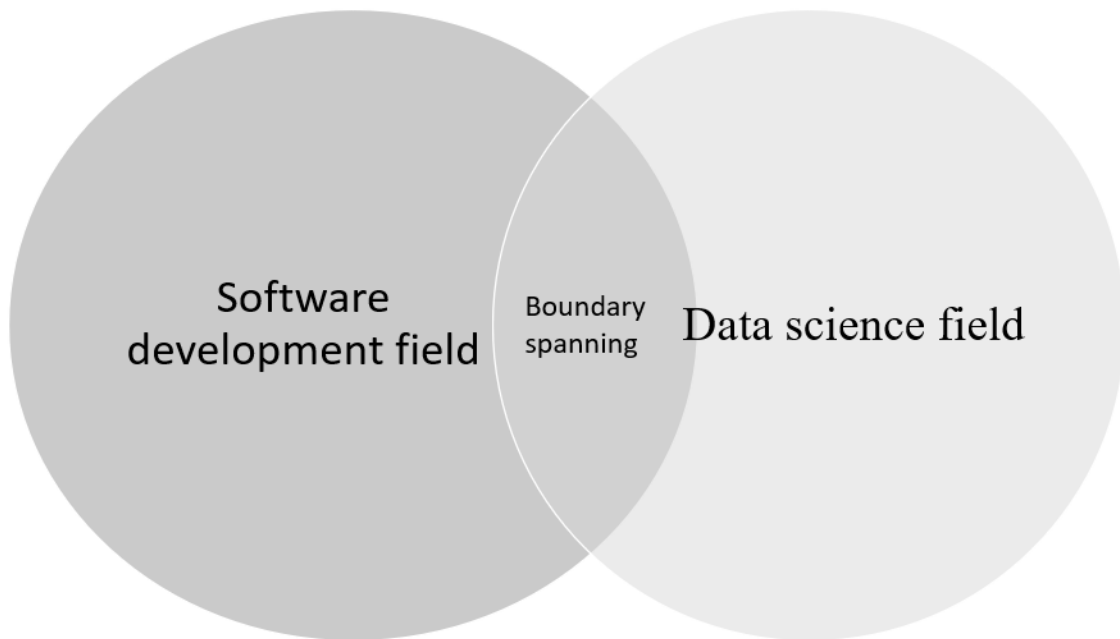 Software
development field
Boundary
spanning
Data science field